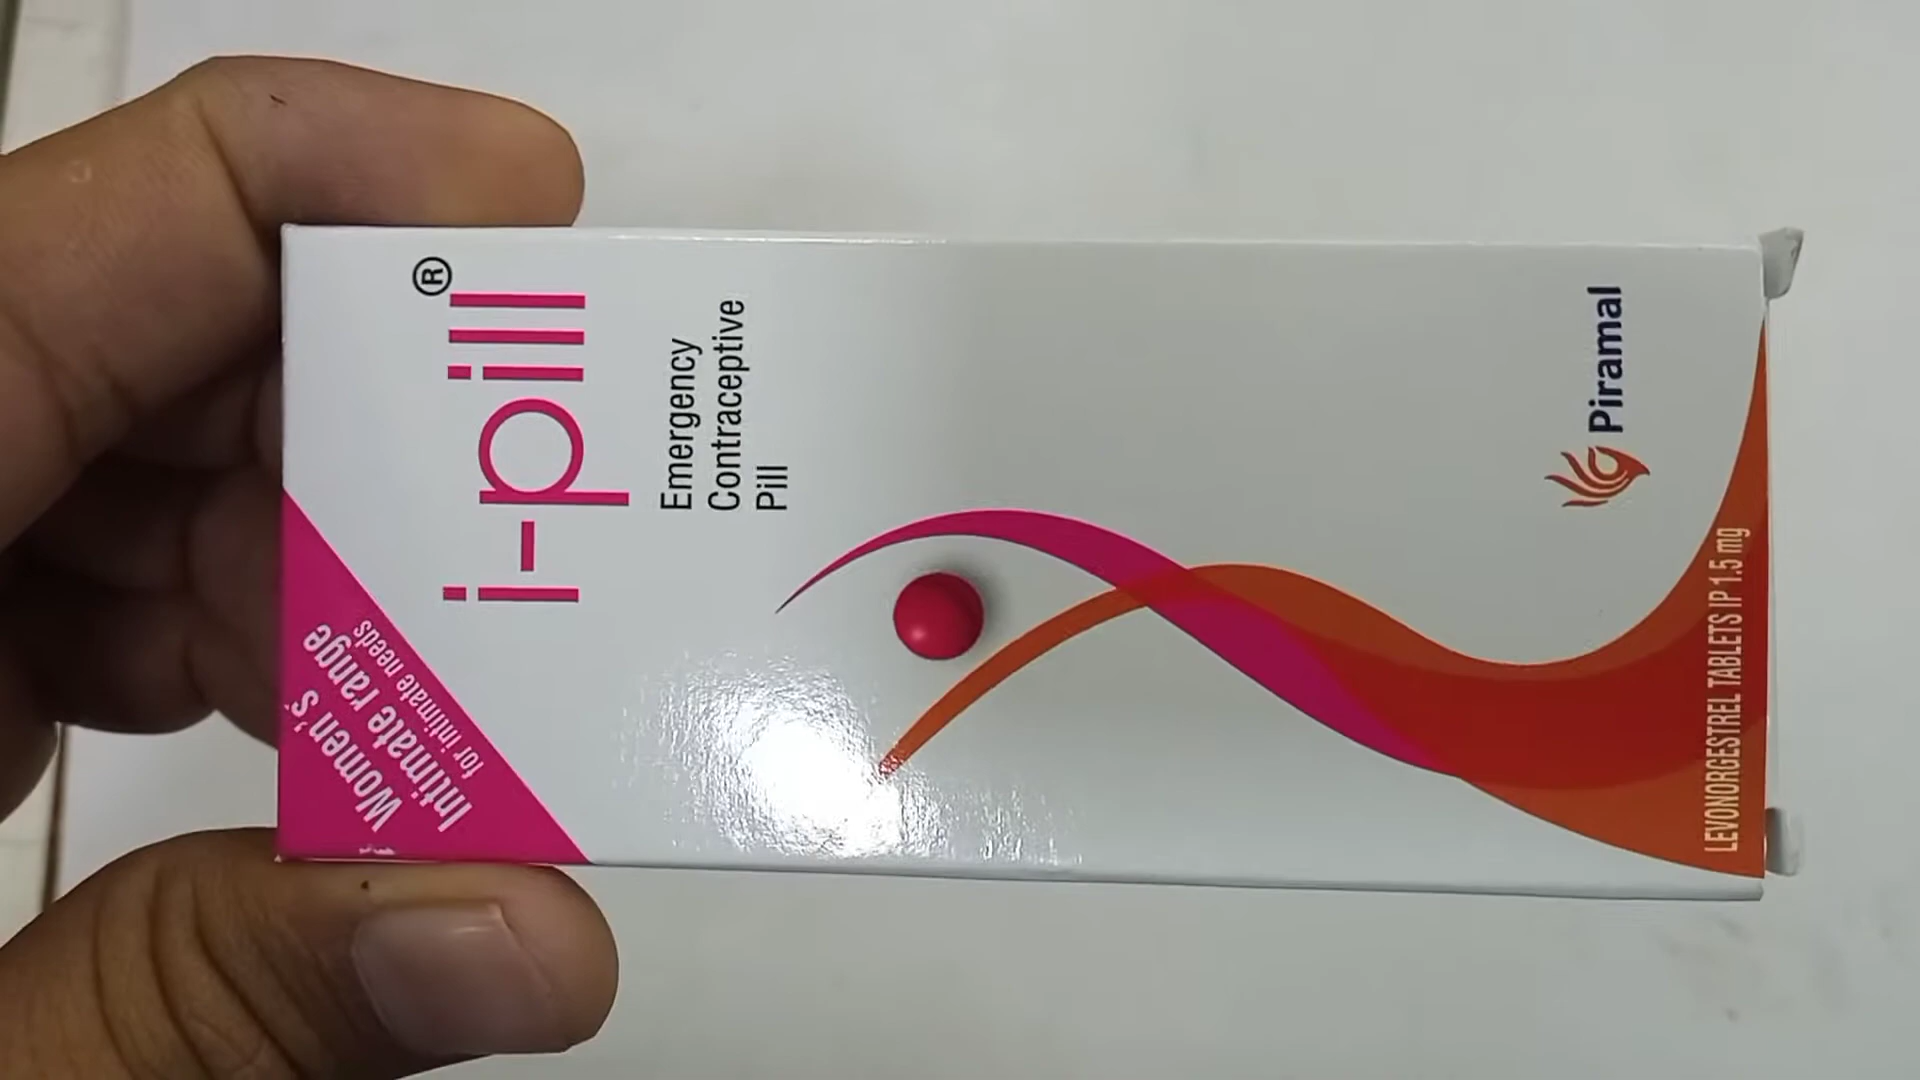 Women's
Intimate range
for intimate needs
i-pill®
Emergency
Contraceptive
Pill
Piramal
LEVONORGESTREL TABLETS IP 1.5 mg